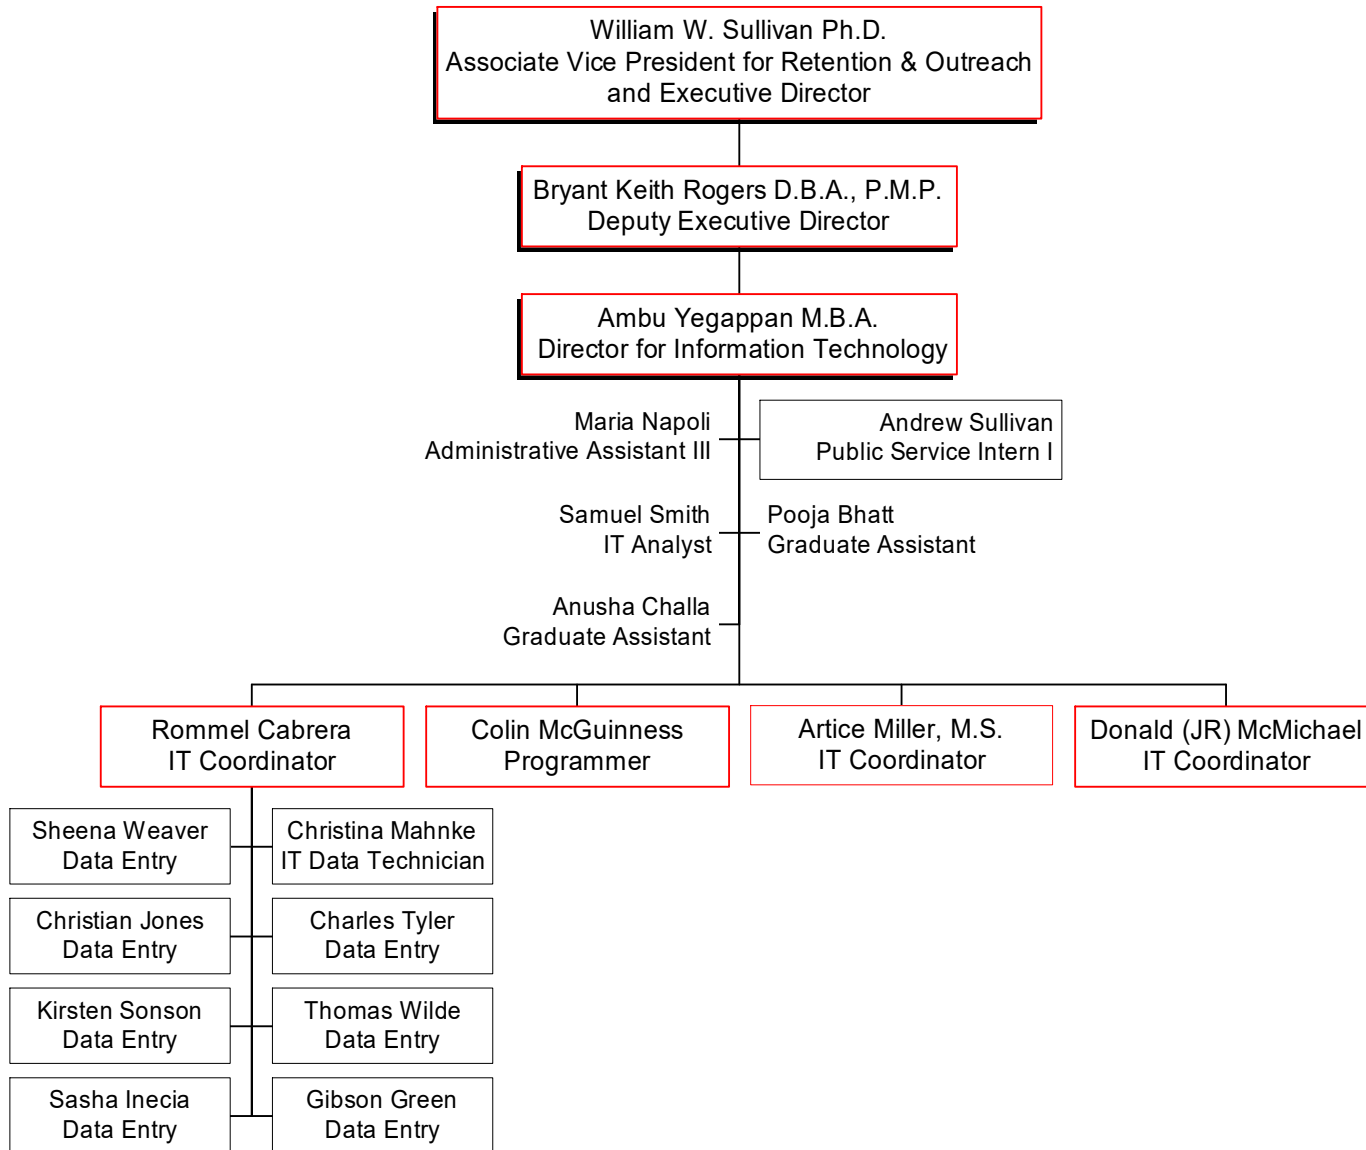 William W. Sullivan Ph.D.
Associate Vice President for Retention & Outreach
and Executive Director
Bryant Keith Rogers D.B.A., P.M.P.
Deputy Executive Director
Ambu Yegappan M.B.A.
Director for Information Technology
Maria Napoli
Administrative Assistant III
Andrew Sullivan
Public Service Intern I
Samuel Smith
IT Analyst
Pooja Bhatt
Graduate Assistant
Anusha Challa
Graduate Assistant
Rommel Cabrera
IT Coordinator
Colin McGuinness
Programmer
Artice Miller, M.S.
IT Coordinator
Donald (JR) McMichael
IT Coordinator
Sheena Weaver
Data Entry
Christina Mahnke
IT Data Technician
Christian Jones
Data Entry
Charles Tyler
Data Entry
Kirsten Sonson
Data Entry
Thomas Wilde
Data Entry
Sasha Inecia
Data Entry
Gibson Green
Data Entry